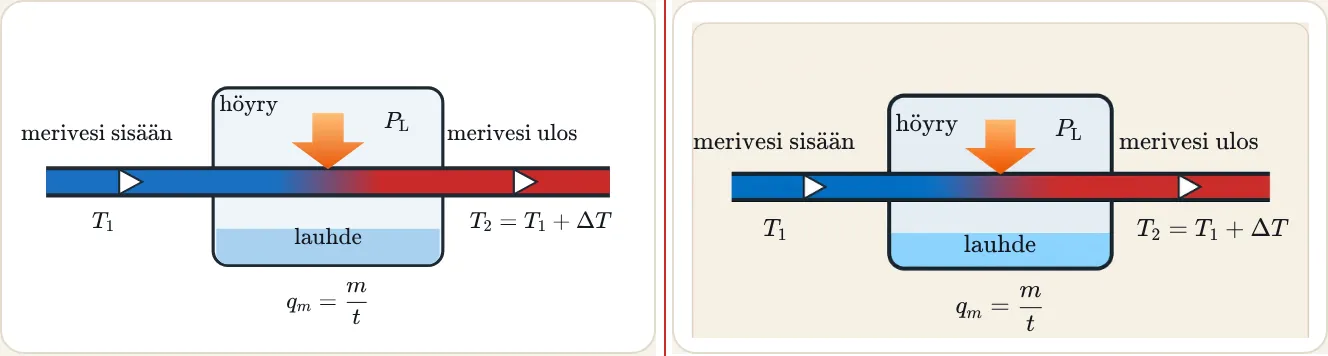 höyry
P_L
merivesi sisään
merivesi ulos
T_1
T_2 = T_1 + ΔT
lauhde
q_m = m/t
höyry
P_L
merivesi sisään
merivesi ulos
T_1
T_2 = T_1 + ΔT
lauhde
q_m = m/t